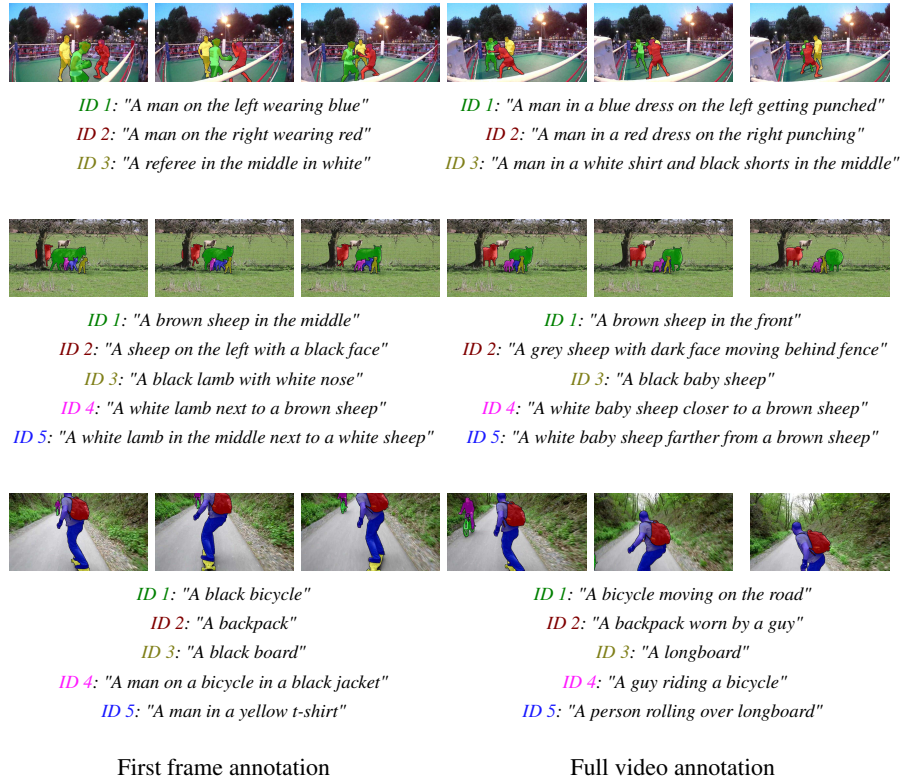 ID 1: "A man on the left wearing blue"
ID 2: "A man on the right wearing red"
ID 3: "A referee in the middle in white"
ID 1: "A man in a blue dress on the left getting punched"
ID 2: "A man in a red dress on the right punching"
ID 3: "A man in a white shirt and black shorts in the middle"
ID 1: "A brown sheep in the middle"
ID 2: "A sheep on the left with a black face"
ID 3: "A black lamb with white nose"
ID 4: "A white lamb next to a brown sheep"
ID 5: "A white lamb in the middle next to a white sheep"
ID 1: "A brown sheep in the front"
ID 2: "A grey sheep with dark face moving behind fence"
ID 3: "A black baby sheep"
ID 4: "A white baby sheep closer to a brown sheep"
ID 5: "A white baby sheep farther from a brown sheep"
ID 1: "A black bicycle"
ID 2: "A backpack"
ID 3: "A black board"
ID 4: "A man on a bicycle in a black jacket"
ID 5: "A man in a yellow t-shirt"
ID 1: "A bicycle moving on the road"
ID 2: "A backpack worn by a guy"
ID 3: "A longboard"
ID 4: "A guy riding a bicycle"
ID 5: "A person rolling over longboard"
First frame annotation
Full video annotation